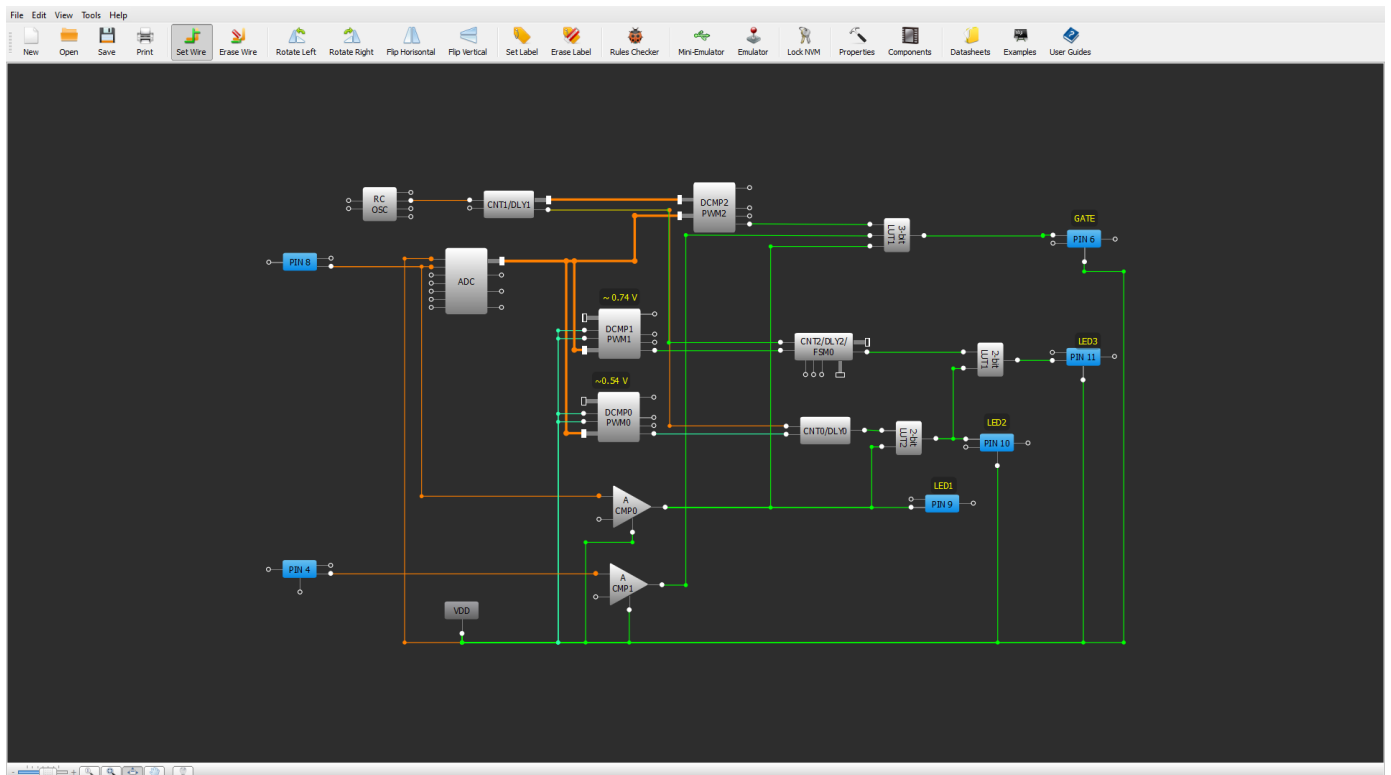 File Edit View Tools Help
New Open Save Print Set Wire Erase Wire Rotate Left Rotate Right Flip Horisontal Flip Vertical Set Label Erase Label Rules Checker Mini-Emulator Emulator Lock NVM Properties Components Datasheets Examples User Guides
RC
OSC
CNT1/DLY1
DCMP2
PWM2
3-bit
LUT1
GATE
PIN 6
PIN 8
ADC
~ 0.74 V
DCMP1
PWM1
CNT2/DLY2/
FSM0
2-bit
LUT1
LED3
PIN 11
~0.54 V
DCMP0
PWM0
CNT0/DLY0
2-bit
LUT2
LED2
PIN 10
A
CMP0
LED1
PIN 9
PIN 4
A
CMP1
VDD